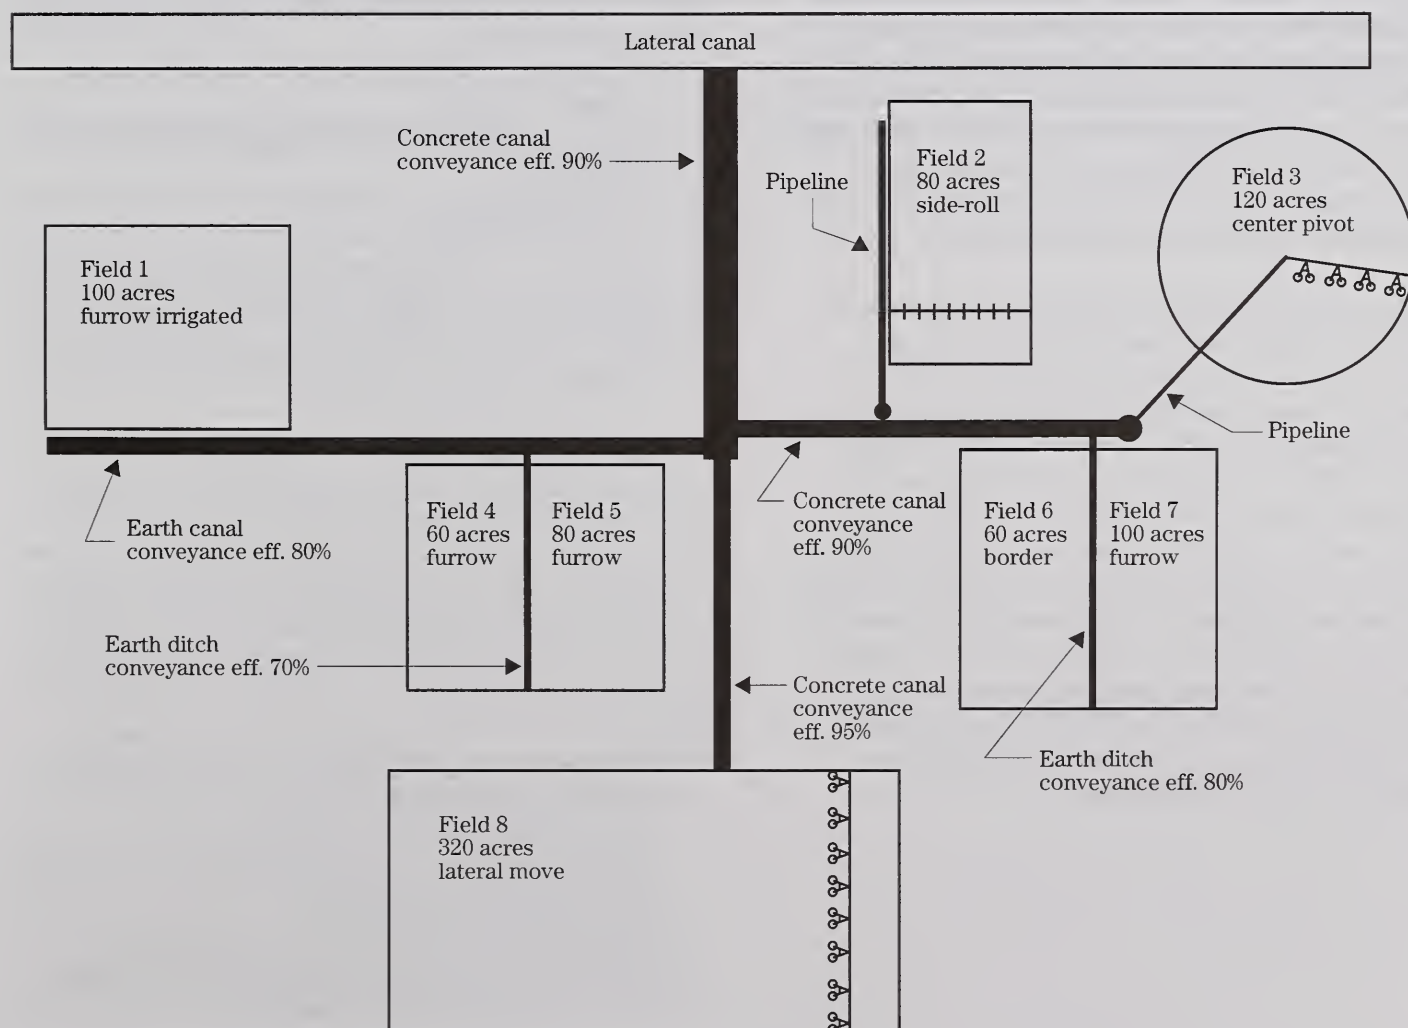 Lateral canal
Concrete canal
conveyance eff. 90%
Pipeline
Field 2
80 acres
side-roll
Field 3
120 acres
center pivot
Field 1
100 acres
furrow irrigated
Pipeline
Earth canal
conveyance eff. 80%
Field 4
60 acres
furrow
Field 5
80 acres
furrow
Concrete canal
conveyance
eff. 90%
Field 6
60 acres
border
Field 7
100 acres
furrow
Earth ditch
conveyance eff. 70%
Concrete canal
conveyance
eff. 95%
Earth ditch
conveyance eff. 80%
Field 8
320 acres
lateral move